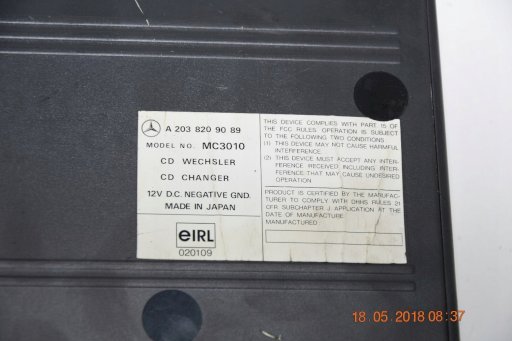 A 203 820 90 89
MODEL NO. MC3010
CD WECHSLER
CD CHANGER
12V D.C. NEGATIVE GND.
MADE IN JAPAN
e1RL
020109
THIS DEVICE COMPLIES WITH PART 15 OF
THE FCC RULES. OPERATION IS SUBJECT
TO THE FOLLOWING TWO CONDITIONS
(1) THIS DEVICE MAY NOT CAUSE HARMFUL
INTERFERENCE.
(2) THIS DEVICE MUST ACCEPT ANY INTER-
FERENCE RECEIVED, INCLUDING INTER-
FERENCE THAT MAY CAUSE UNDESIRED
OPERATION.
PRODUCT IS CERTIFIED BY THE MANUFAC-
TURER TO COMPLY WITH DHHS RULES 21
CFR SUBCHAPTER J APPLICATION AT THE
DATE OF MANUFACTURE.
MANUFACTURED
18.05.2018 08:37